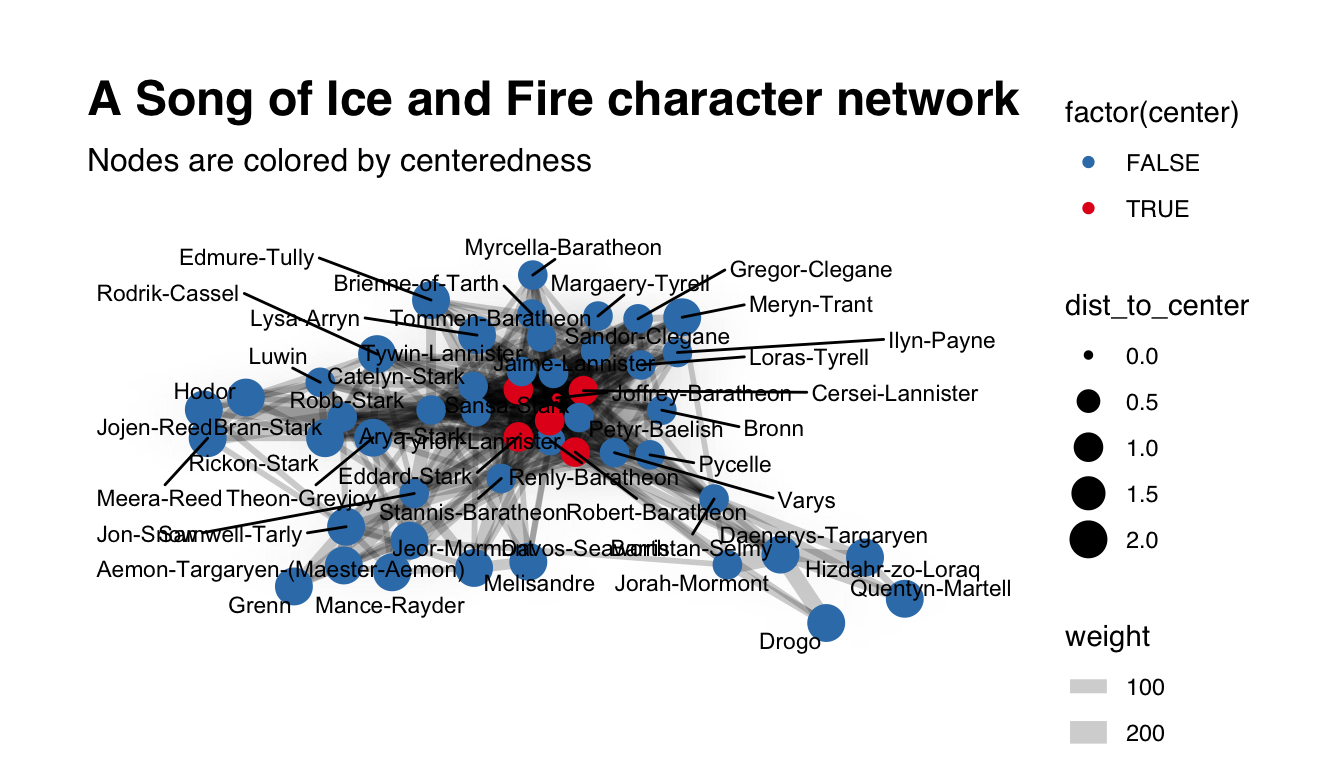 A Song of Ice and Fire character network
Nodes are colored by centeredness
Myrcella-Baratheon
Edmure-Tully
Gregor-Clegane
Brienne-of-Tarth
Margaery-Tyrell
Rodrik-Cassel
Meryn-Trant
Lysa-Arryn
Tommen-Baratheon
Sandor-Clegane
Ilyn-Payne
Luwin
Tywin-Lannister
Loras-Tyrell
Jaime-Lannister
Catelyn-Stark
Hodor
Joffrey-Baratheon
Cersei-Lannister
Robb-Stark
Sansa-Stark
Jojen-Reed
Bran-Stark
Petyr-Baelish
Bronn
Arya-Stark
Tyrion-Lannister
Rickon-Stark
Pycelle
Eddard-Stark
Renly-Baratheon
Meera-Reed
Theon-Greyjoy
Varys
Stannis-Baratheon
Robert-Baratheon
Jon-Snow
Samwell-Tarly
Daenerys-Targaryen
Jeor-Mormont
Davos-Seaworth
Barristan-Selmy
Aemon-Targaryen-(Maester-Aemon)
Hizdahr-zo-Loraq
Melisandre
Jorah-Mormont
Quentyn-Martell
Grenn
Mance-Rayder
Drogo
factor(center)
FALSE
TRUE
dist_to_center
0.0
0.5
1.0
1.5
2.0
weight
100
200